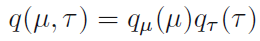 q(μ, τ) = q_μ(μ)q_τ(τ)